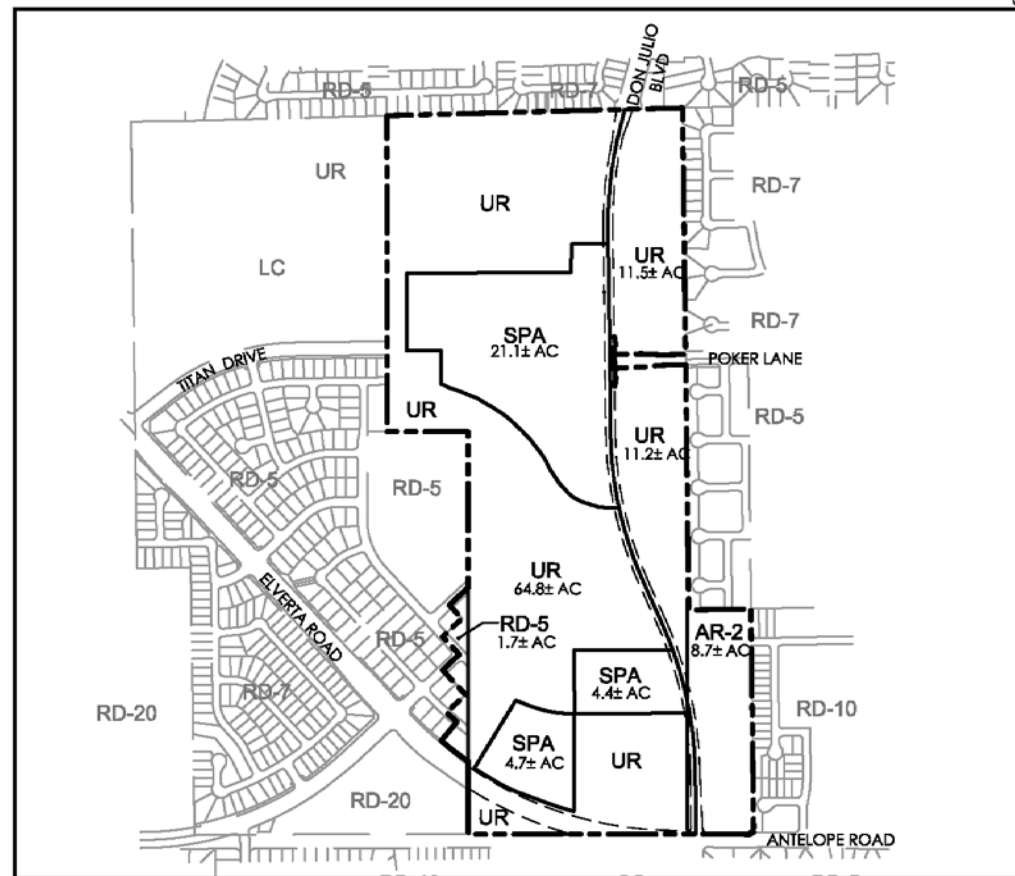 DON JULIO
BLVD
RD-5
RD-7
RD-5
UR
UR
RD-7
LC
UR
11.5± AC
SPA
21.1± AC
RD-7
POKER LANE
TITAN DRIVE
UR
UR
11.2± AC
RD-5
RD-5
RD-5
UR
64.8± AC
ELVERTA ROAD
RD-5
1.7± AC
RD-5
AR-2
8.7± AC
RD-7
SPA
4.4± AC
RD-20
RD-10
SPA
4.7± AC
UR
RD-20
UR
ANTELOPE ROAD